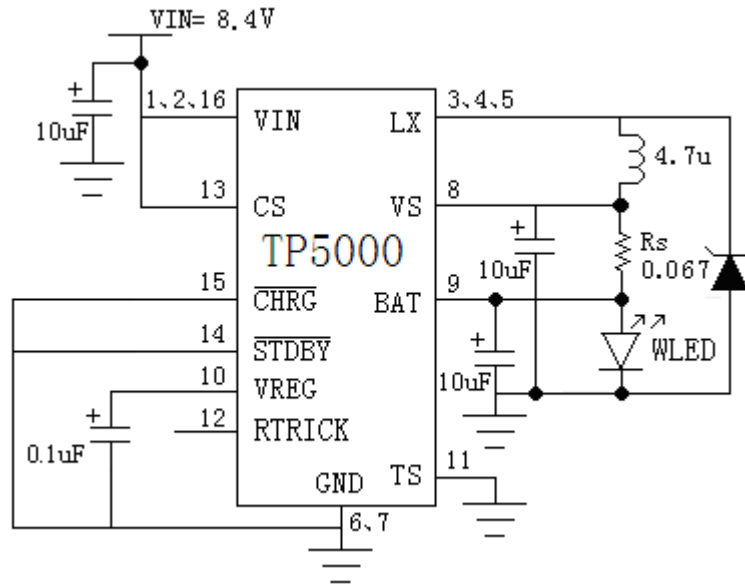 VIN= 8.4V
10uF
1、2、16
VIN
LX
3、4、5
4.7u
13
CS
VS
8
TP5000
10uF
Rs
0.067
15
CHRG
BAT
9
14
STDBY
WLED
10
VREG
10uF
12
RTRICK
0.1uF
TS
11
GND
6、7